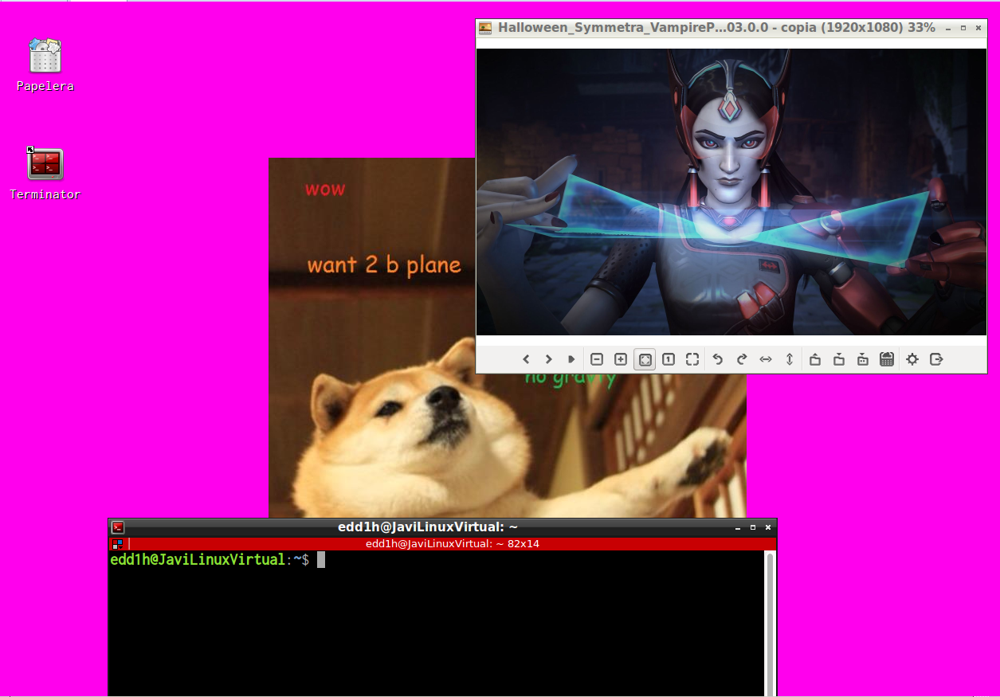 Halloween_Symmetra_VampireP...03.0.0 - copia (1920x1080) 33%
Papelera
Terminator
wow
want 2 b plane
1
no gravity
edd1h@JaviLinuxVirtual: ~
edd1h@JaviLinuxVirtual: ~ 82x14
edd1h@JaviLinuxVirtual:~$